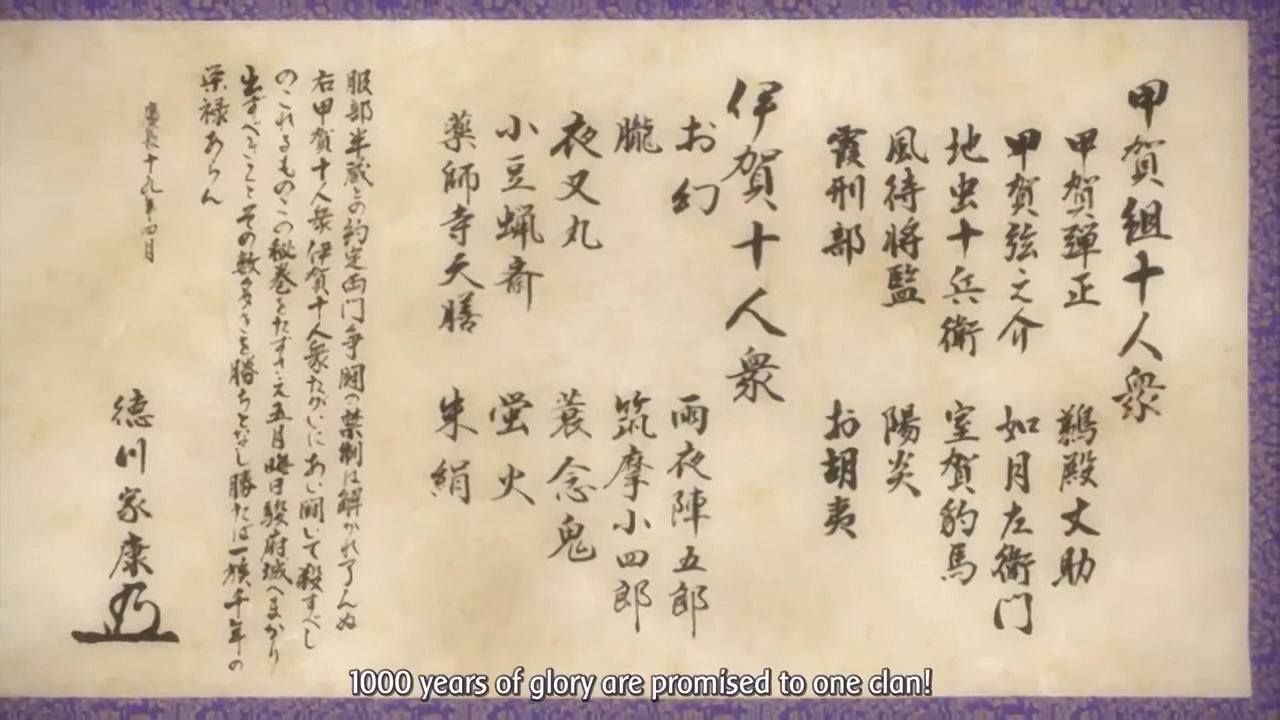 甲賀組十人衆
甲賀弾正
甲賀弦之介
地虫十兵衛
風待将監
霞刑部
鵜殿丈助
如月左衛門
室賀豹馬
陽炎
お胡夷
伊賀十人衆
お幻
朧
夜叉丸
小豆蝋斎
薬師寺天膳
雨夜陣五郎
筑摩小四郎
蓑念鬼
蛍火
朱絹
服部半蔵との約定両門争闘の禁制は解かれ了んぬ
右甲賀十人衆伊賀十人衆たがいにあい闘いて殺すべし
のこれるものこの秘巻をたずさえ五月晦日駿府城へまかり
出ずべきことその数多きを勝ちとなし勝たば一族千年の
栄禄あらん
慶長十九年四月
徳川家康
1000 years of glory are promised to one clan!